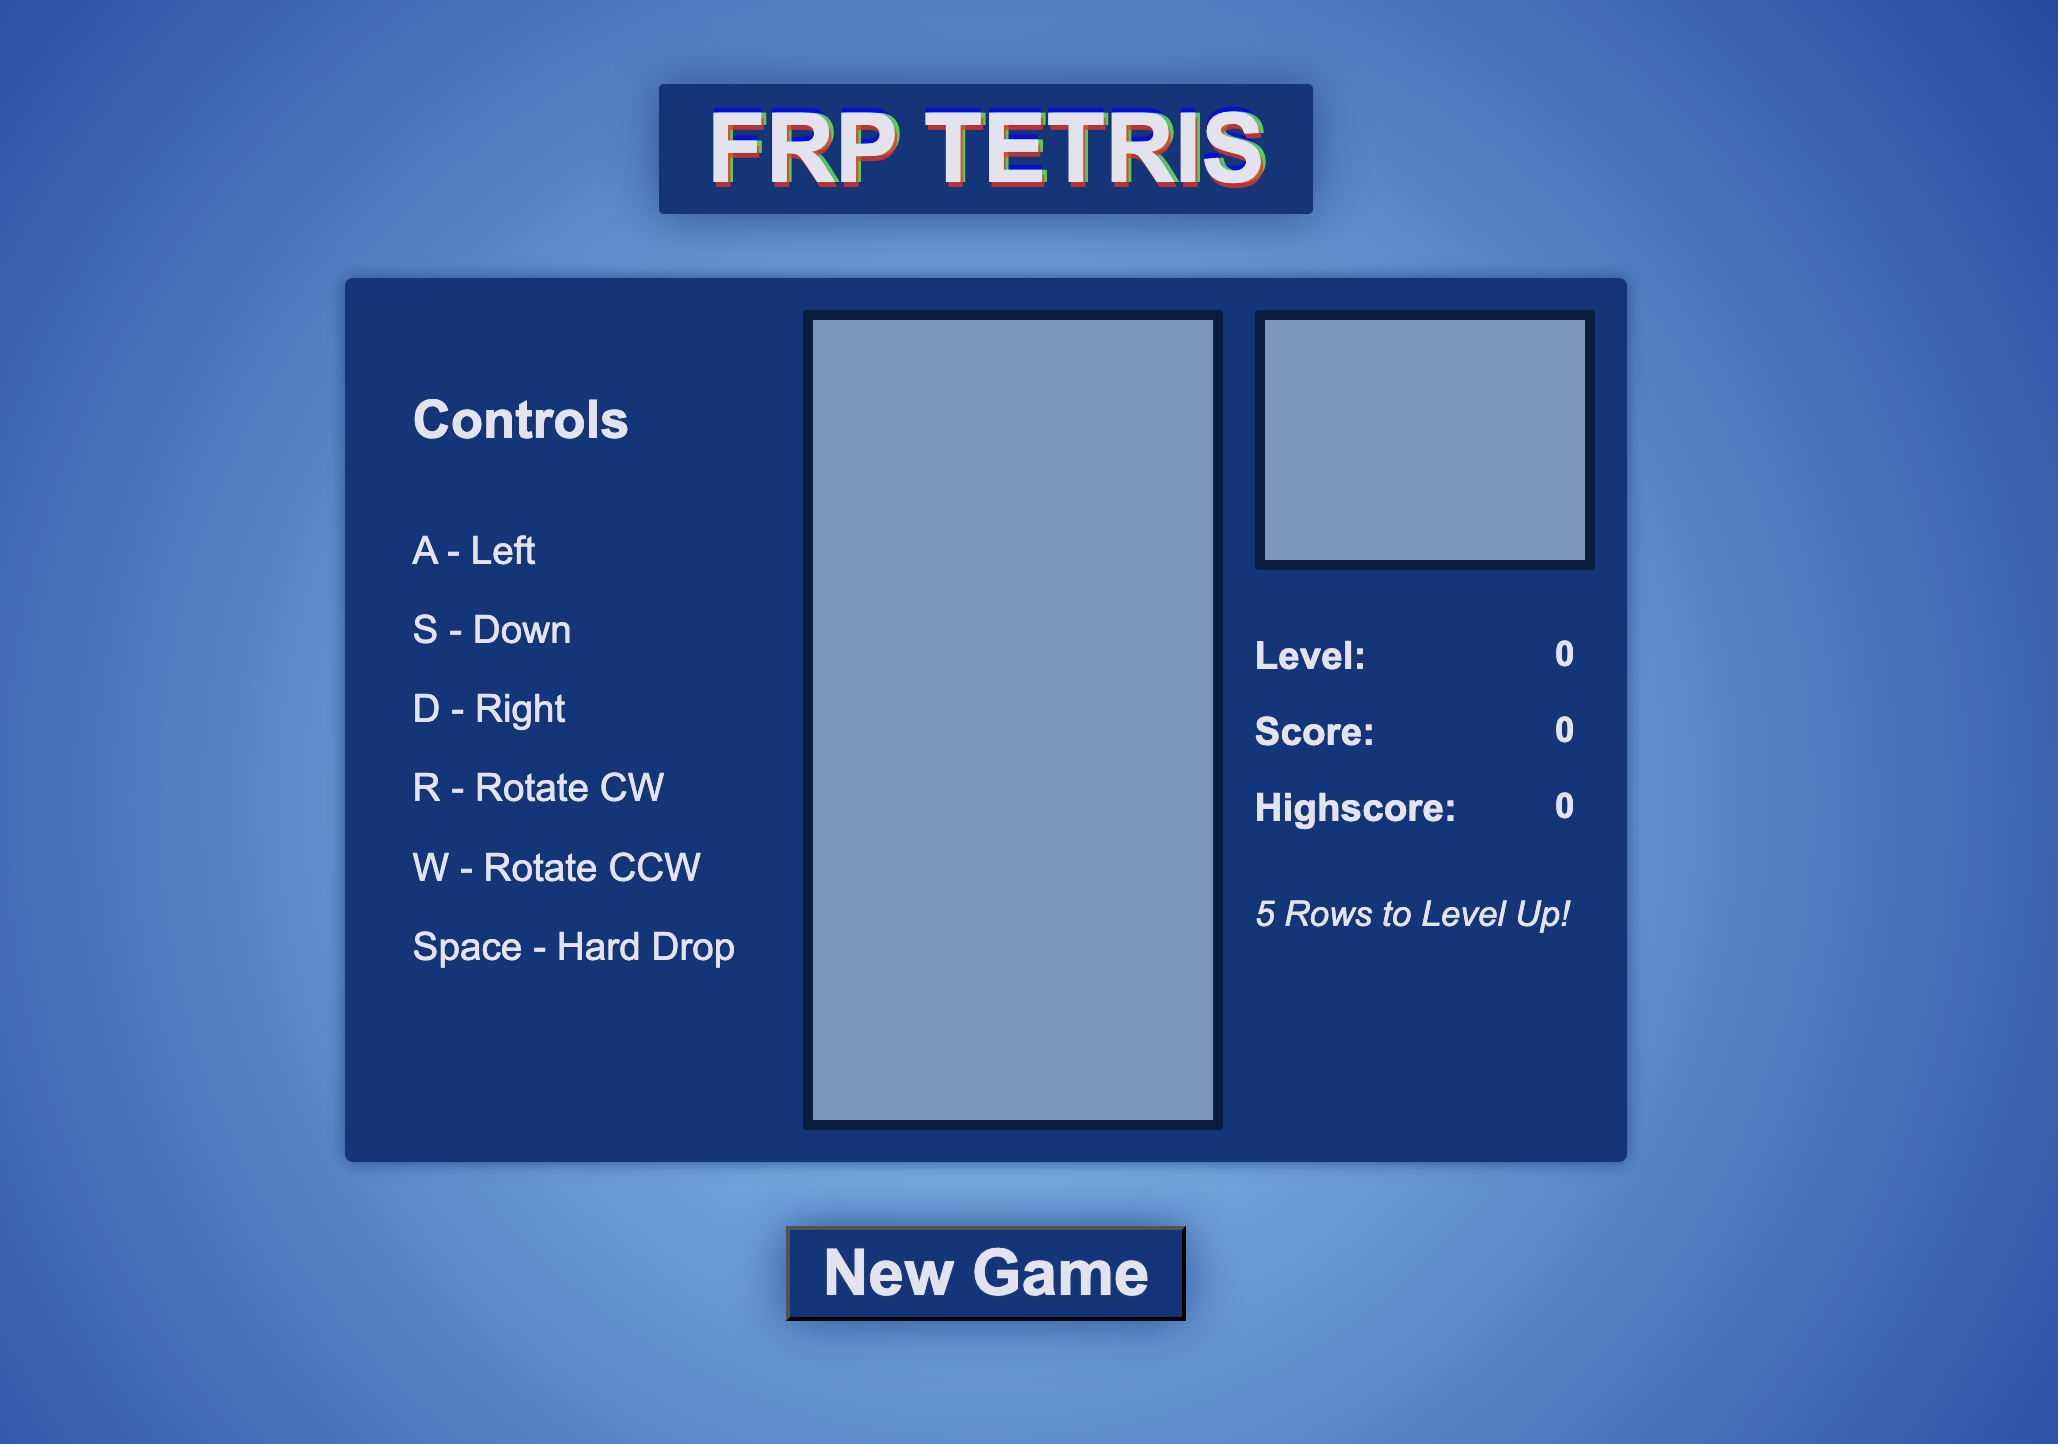 FRP TETRIS
Controls
A - Left
S - Down
D - Right
R - Rotate CW
W - Rotate CCW
Space - Hard Drop
Level: 0
Score: 0
Highscore: 0
5 Rows to Level Up!
New Game